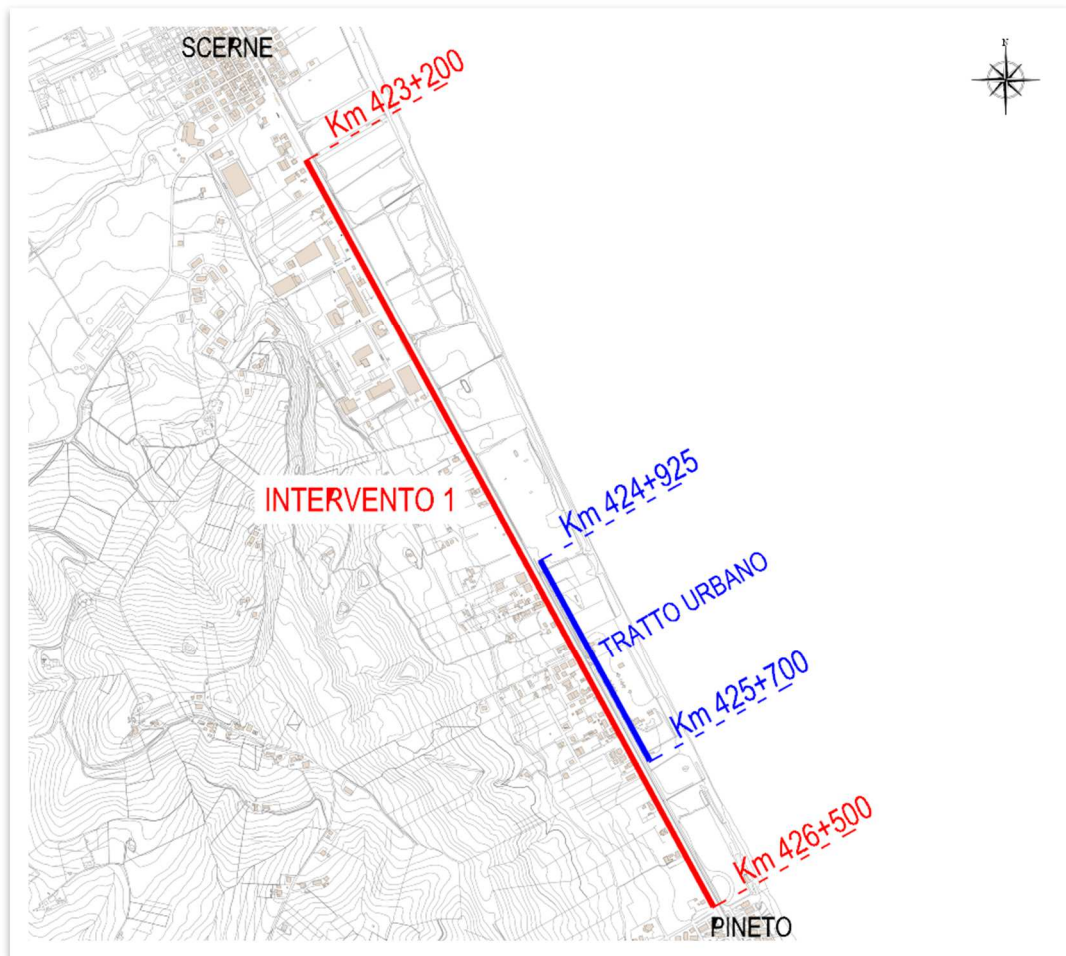 SCERNE
N
Km 423+200
INTERVENTO 1
Km 424+925
TRATTO URBANO
Km 425+700
Km 426+500
PINETO